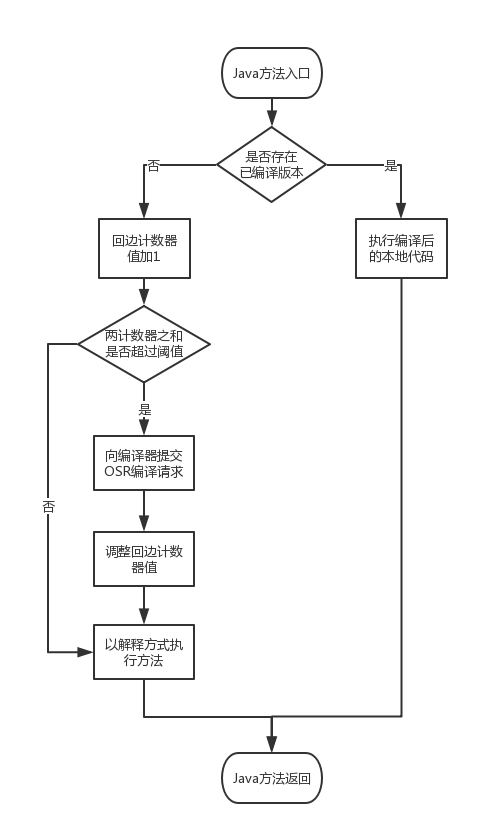 Java方法入口
是否存在
已编译版本
否
是
回边计数器
值加1
执行编译后
的本地代码
两计数器之和
是否超过阈值
是
向编译器提交
OSR编译请求
否
调整回边计数
器值
以解释方式执
行方法
Java方法返回